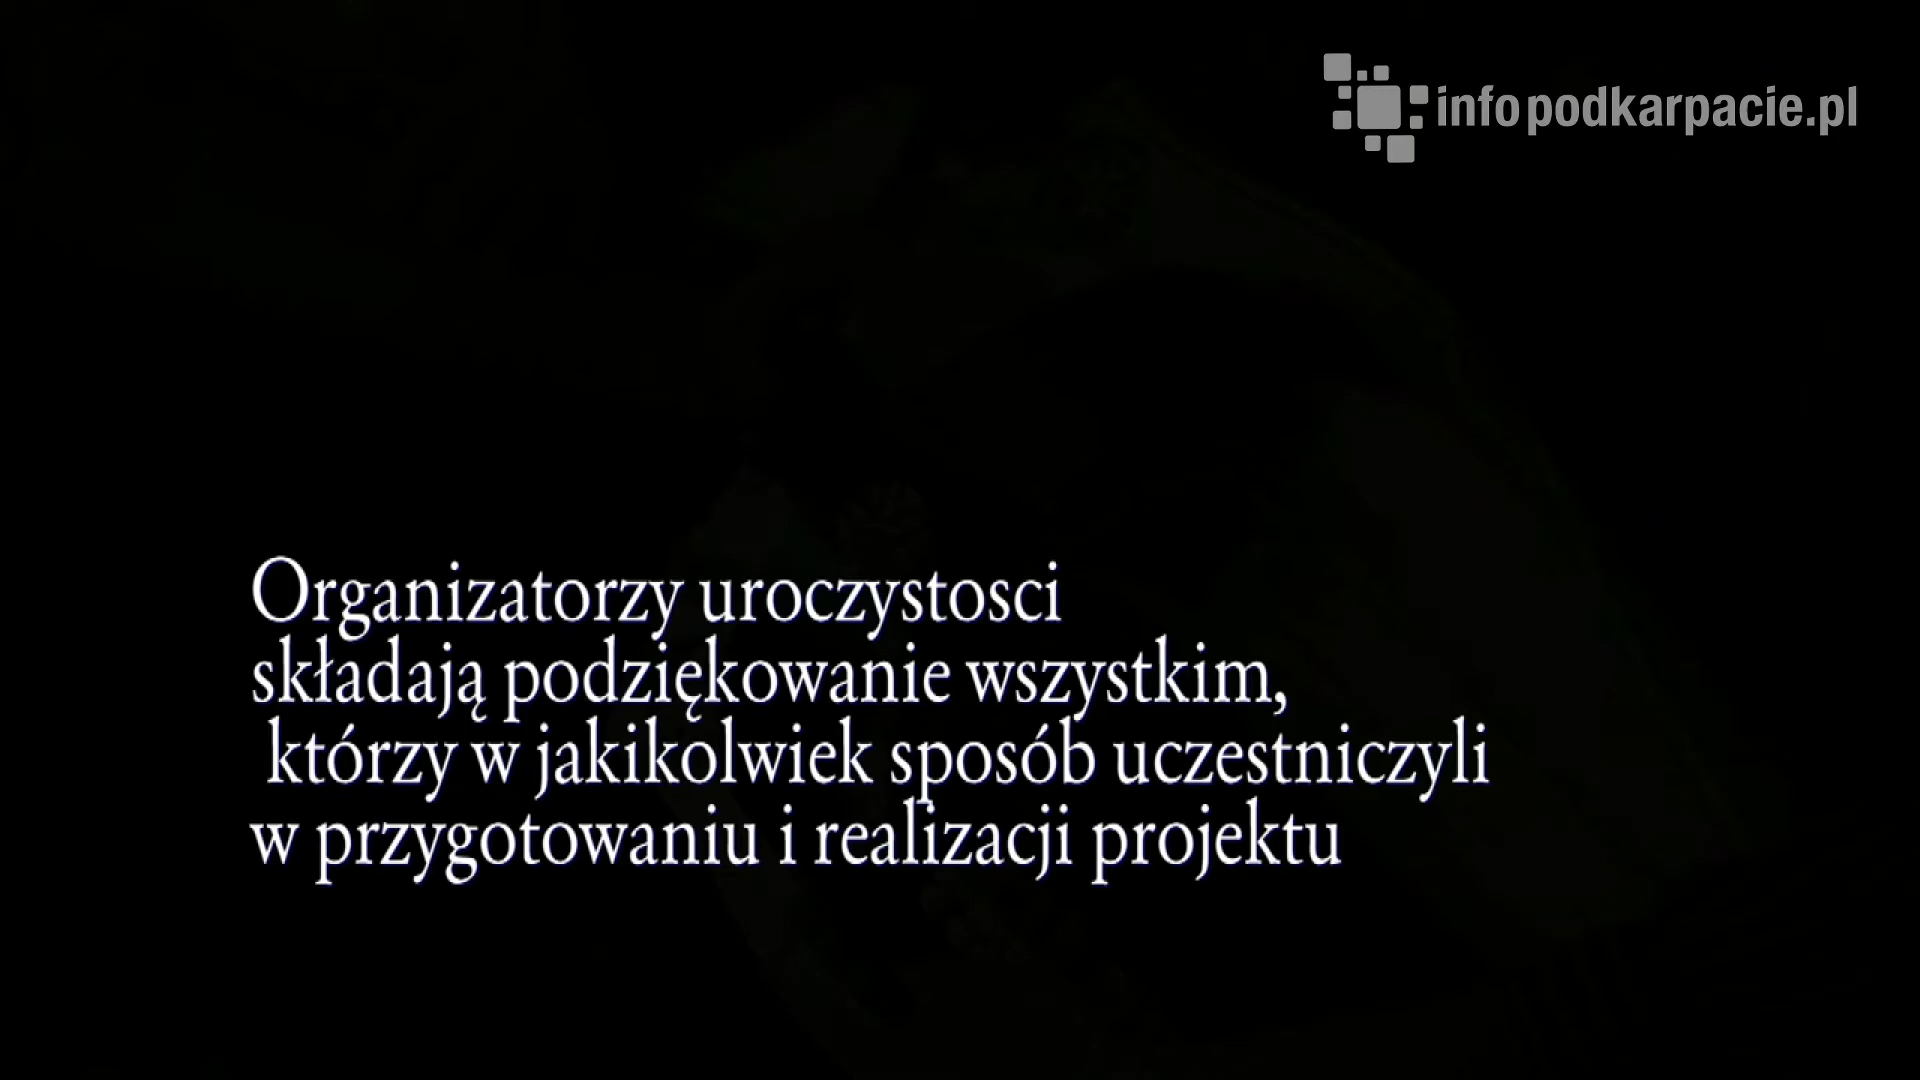 infopodkarpacie.pl
Organizatorzy uroczystosci
składają podziękowanie wszystkim,
którzy w jakikolwiek sposób uczestniczyli
w przygotowaniu i realizacji projektu